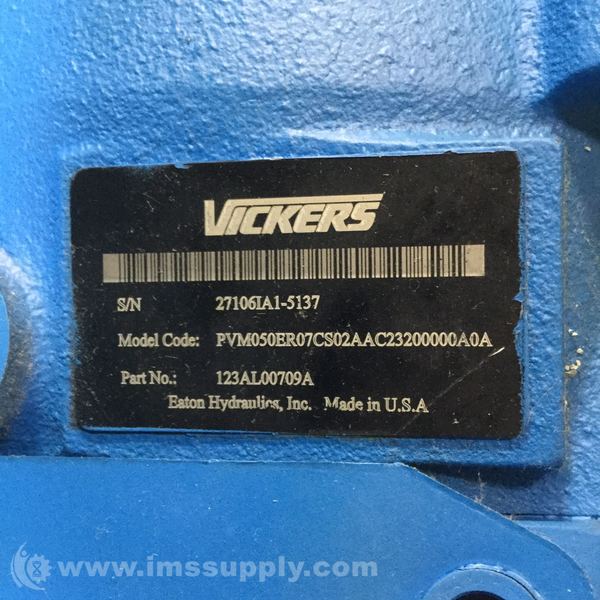 VICKERS
S/N 27106IA1-5137
Model Code: PVM050ER07CS02AAC23200000A0A
Part No.: 123AL00709A
Eaton Hydraulics, Inc. Made in U.S.A
www.imssupply.com